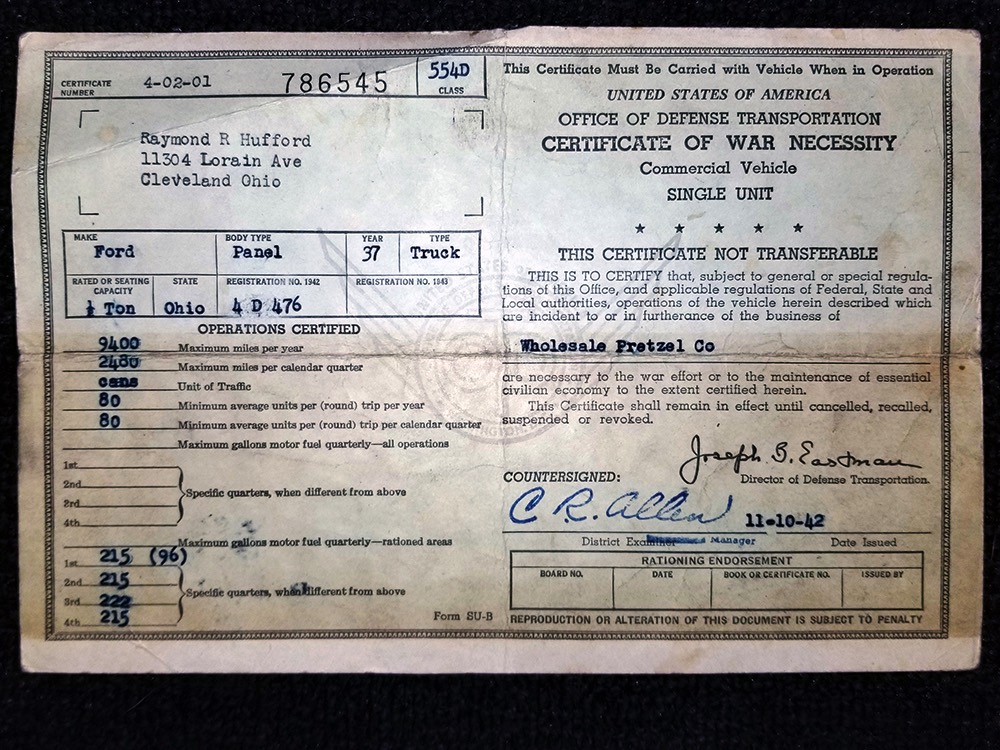 CERTIFICATE NUMBER 4-02-01 786545 554D CLASS
Raymond R Hufford
11304 Lorain Ave
Cleveland Ohio
MAKE BODY TYPE YEAR TYPE
Ford Panel 37 Truck
RATED OR SEATING CAPACITY STATE REGISTRATION NO. 1942 REGISTRATION NO. 1943
½ Ton Ohio 4 D 476
OPERATIONS CERTIFIED
9400 Maximum miles per year
2480 Maximum miles per calendar quarter
cans Unit of Traffic
80 Minimum average units per (round) trip per year
80 Minimum average units per (round) trip per calendar quarter
Maximum gallons motor fuel quarterly—all operations
1st
2nd
3rd
4th
Specific quarters, when different from above
Maximum gallons motor fuel quarterly—rationed areas
1st 215 (96)
2nd 215
3rd 222
4th 215
Specific quarters, when different from above
Form SU-B
This Certificate Must Be Carried with Vehicle When in Operation
UNITED STATES OF AMERICA
OFFICE OF DEFENSE TRANSPORTATION
CERTIFICATE OF WAR NECESSITY
Commercial Vehicle
SINGLE UNIT
THIS CERTIFICATE NOT TRANSFERABLE
THIS IS TO CERTIFY that, subject to general or special regula-
tions of this Office, and applicable regulations of Federal, State and
Local authorities, operations of the vehicle herein described which
are incident to or in furtherance of the business of
Wholesale Pretzel Co
are necessary to the war effort or to the maintenance of essential
civilian economy to the extent certified herein.
This Certificate shall remain in effect until cancelled, recalled,
suspended or revoked.
Joseph B. Eastman
COUNTERSIGNED: Director of Defense Transportation.
C R. Allen 11-10-42
District Examiner Manager Date Issued
RATIONING ENDORSEMENT
BOARD NO. DATE BOOK OR CERTIFICATE NO. ISSUED BY
REPRODUCTION OR ALTERATION OF THIS DOCUMENT IS SUBJECT TO PENALTY